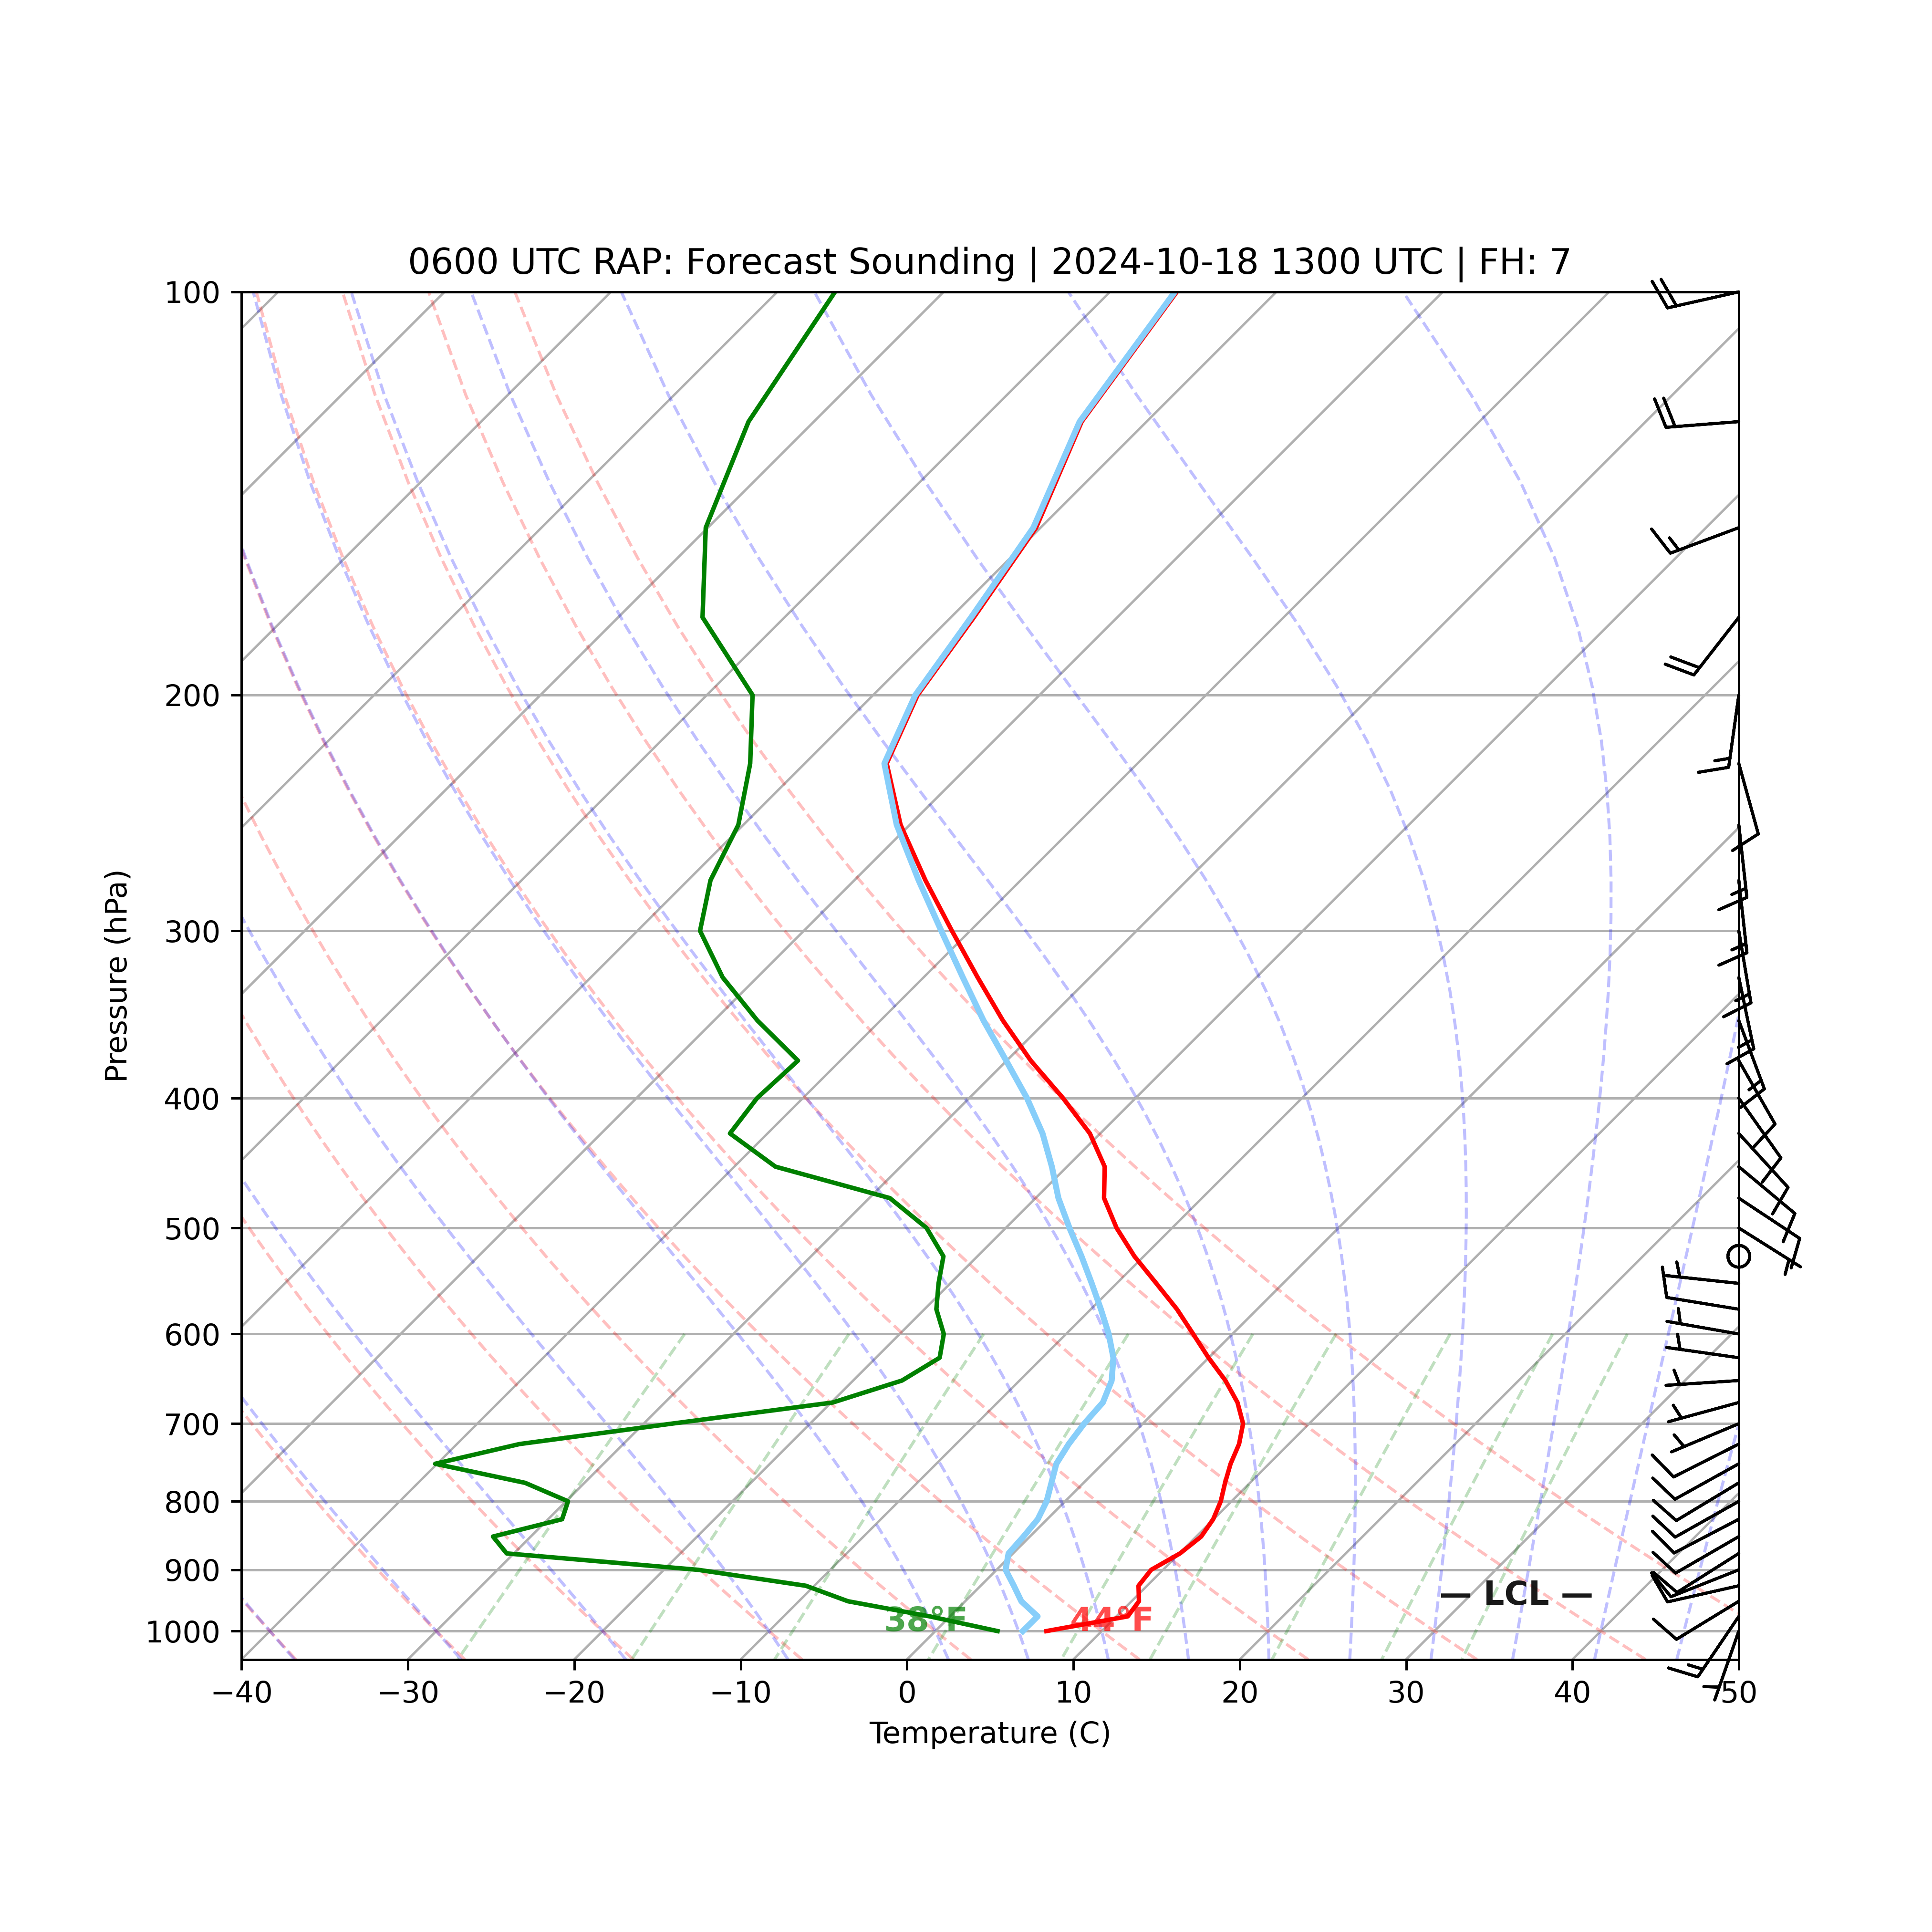 0600 UTC RAP: Forecast Sounding | 2024-10-18 1300 UTC | FH: 7
100
200
300
400
500
600
700
800
900
1000
Pressure (hPa)
38°F
44°F
— LCL —
−40 −30 −20 −10 0 10 20 30 40 50
Temperature (C)